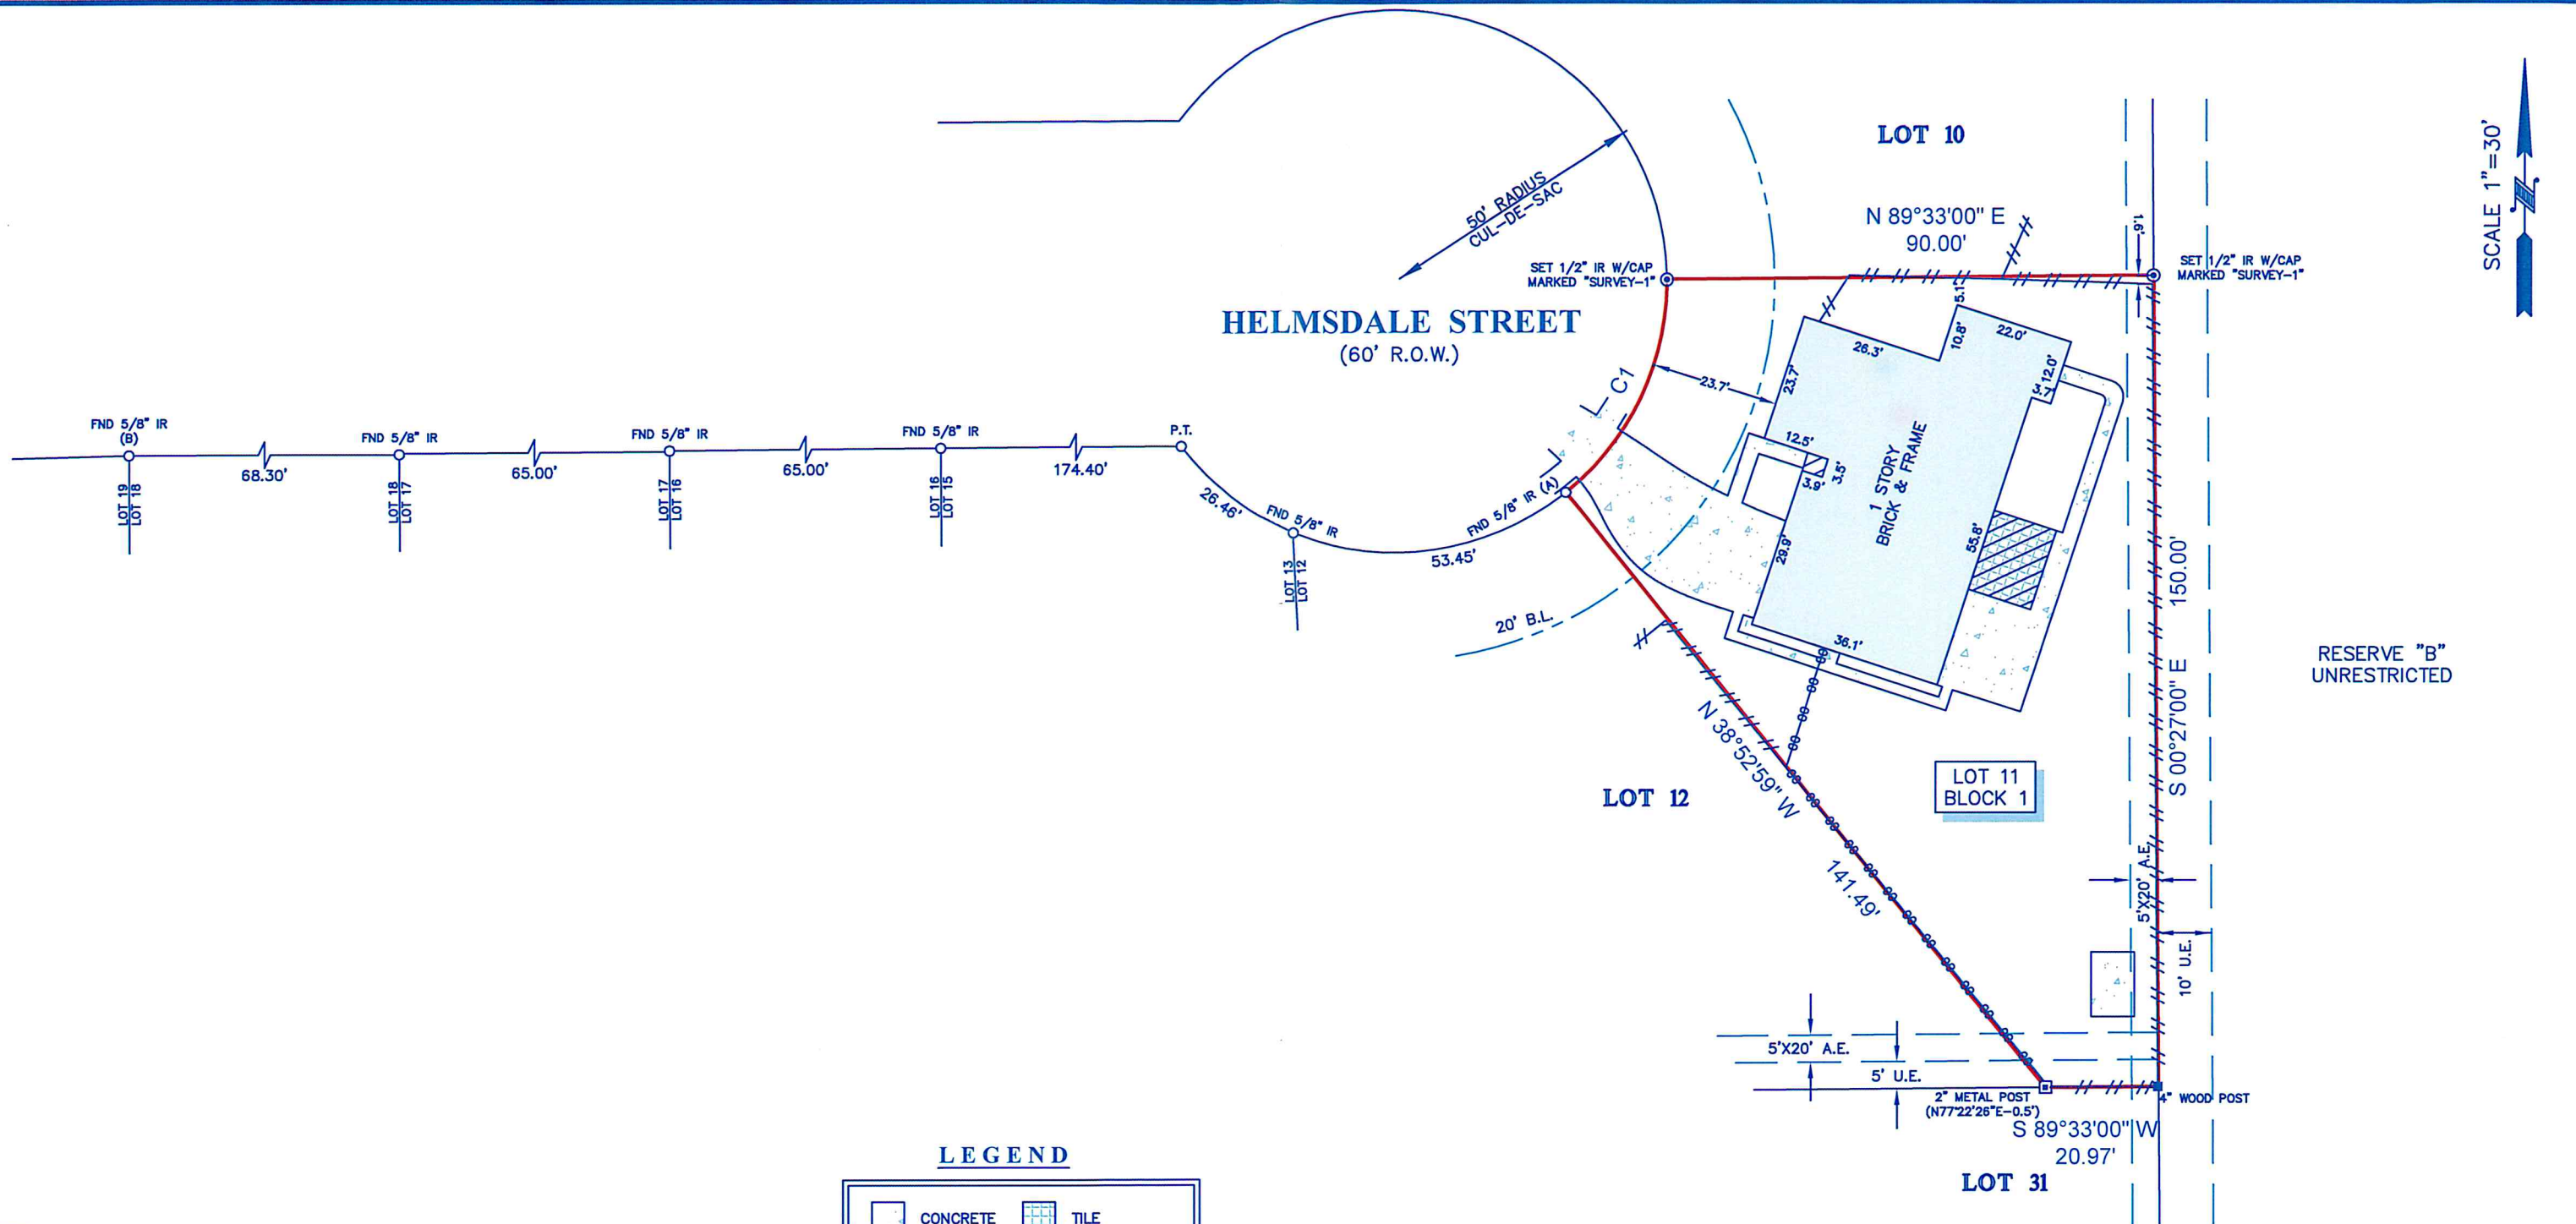 LOT 10
SCALE 1"=30'
50' RADIUS
CUL-DE-SAC
N 89°33'00" E
90.00'
1.6'
SET 1/2" IR W/CAP
MARKED "SURVEY-1"
SET 1/2" IR W/CAP
MARKED "SURVEY-1"
HELMSDALE STREET
(60' R.O.W.)
5.1'
10.8'
22.0'
26.3'
12.0'
3.7'
23.7'
23.7'
C1
FND 5/8" IR
(B)
FND 5/8" IR
FND 5/8" IR
FND 5/8" IR
P.T.
68.30'
65.00'
65.00'
174.40'
LOT 19
LOT 18
LOT 18
LOT 17
LOT 17
LOT 16
LOT 16
LOT 15
26.46'
FND 5/8" IR
FND 5/8" IR (A)
53.45'
LOT 13
LOT 12
12.5'
3.9'
3.5'
1 STORY
BRICK & FRAME
29.9'
55.8'
36.1'
20' B.L.
S 00°27'00" E 150.00'
RESERVE "B"
UNRESTRICTED
N 38°52'59" W
141.49'
LOT 12
LOT 11
BLOCK 1
5'X20' A.E.
10' U.E.
5'X20' A.E.
5' U.E.
2" METAL POST
(N77°22'26"E-0.5')
4" WOOD POST
S 89°33'00" W
20.97'
LOT 31
LEGEND
CONCRETE TILE